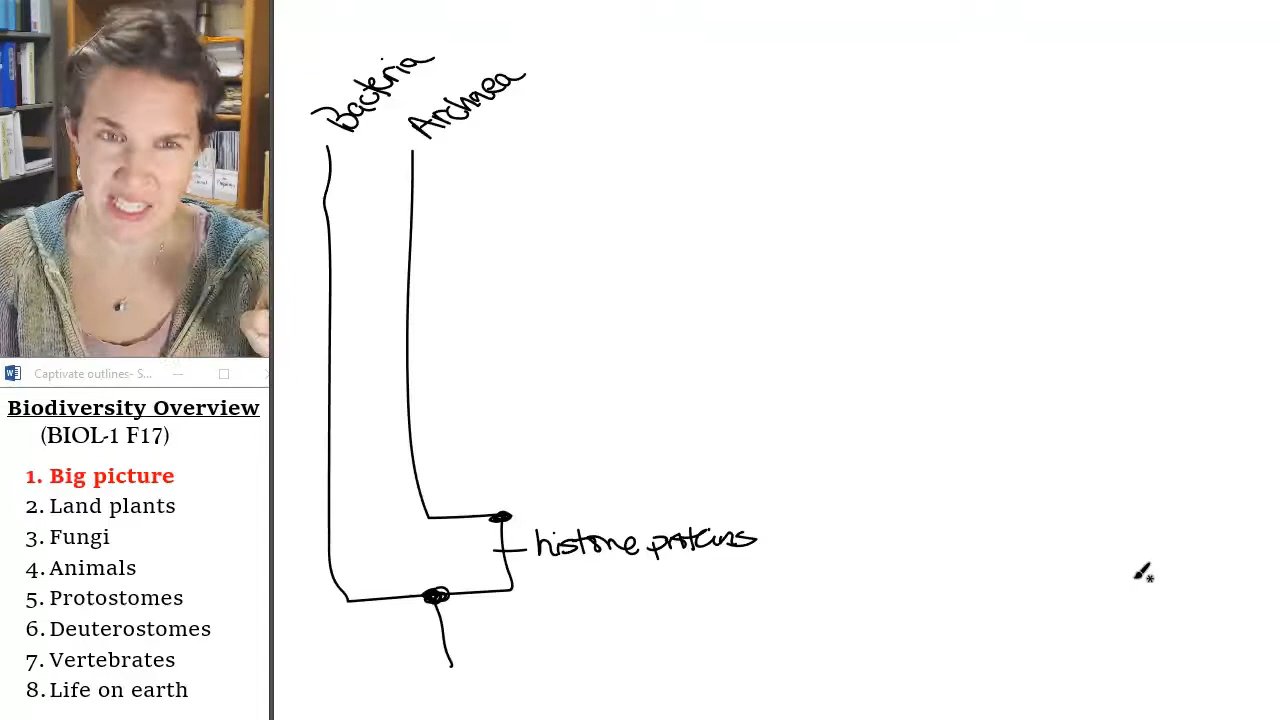 Bacteria
Archaea
histone proteins
Captivate outlines- S...
Biodiversity Overview
(BIOL-1 F17)
1. Big picture
2. Land plants
3. Fungi
4. Animals
5. Protostomes
6. Deuterostomes
7. Vertebrates
8. Life on earth